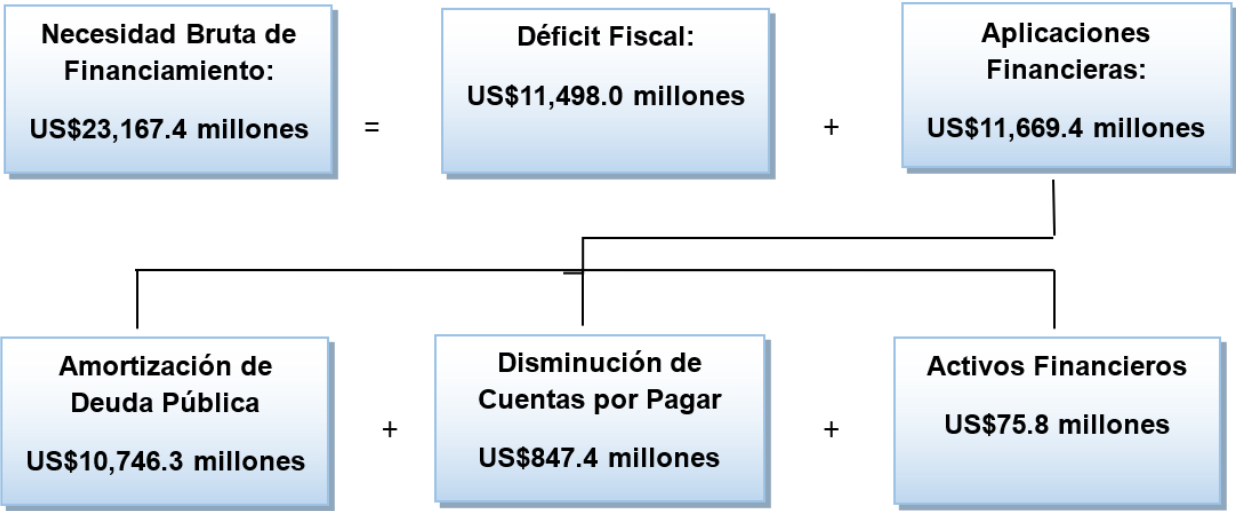 Necesidad Bruta de
Financiamiento:
US$23,167.4 millones
=
Déficit Fiscal:
US$11,498.0 millones
+
Aplicaciones
Financieras:
US$11,669.4 millones
Amortización de
Deuda Pública
US$10,746.3 millones
+
Disminución de
Cuentas por Pagar
US$847.4 millones
+
Activos Financieros
US$75.8 millones